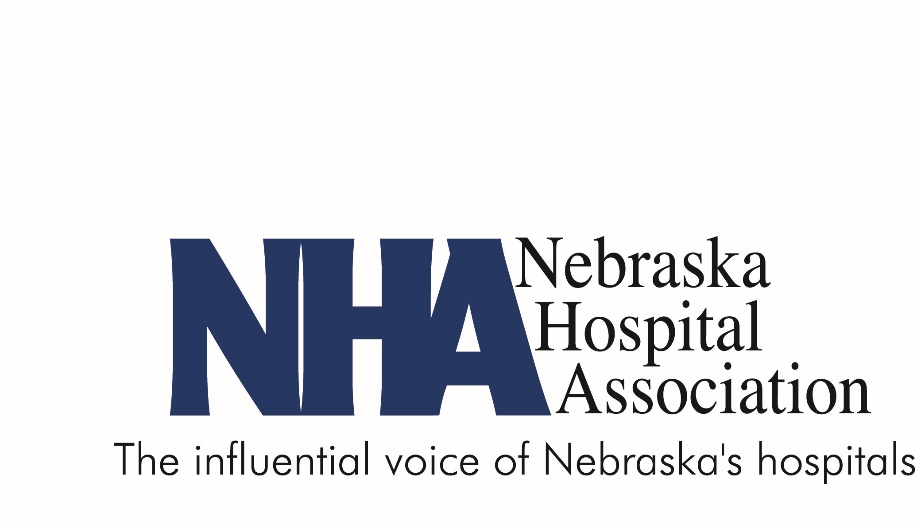 NHA
Nebraska
Hospital
Association
The influential voice of Nebraska's hospitals